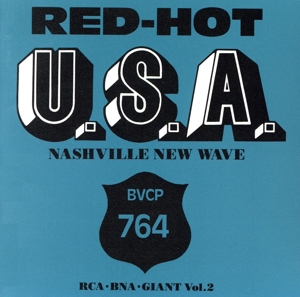 RED-HOT
U.S.A.
NASHVILLE NEW WAVE
BVCP
764
RCA·BNA·GIANT Vol.2